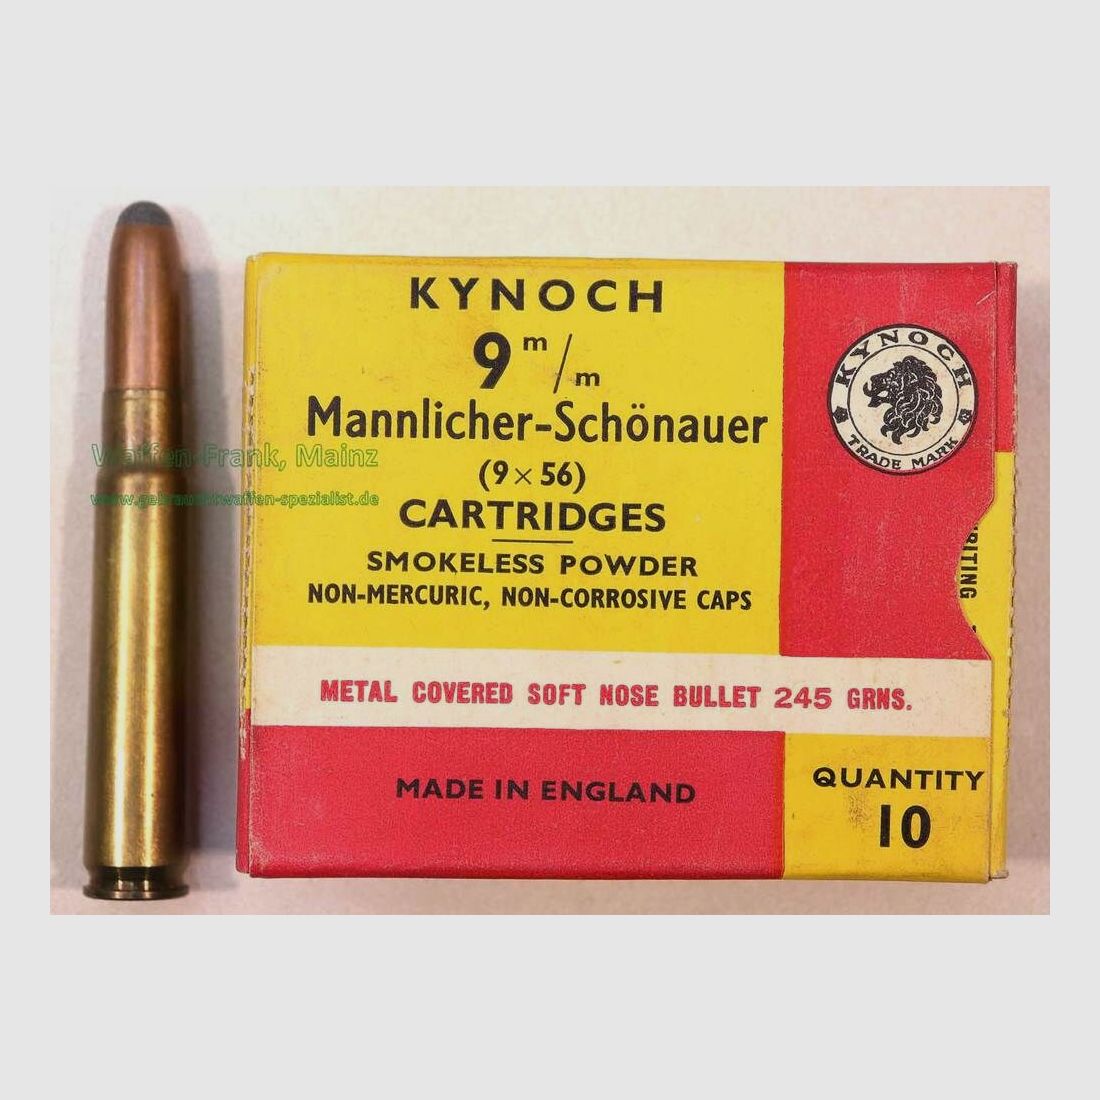 KYNOCH
9 m/m
Mannlicher-Schönauer
(9 × 56)
CARTRIDGES
SMOKELESS POWDER
NON-MERCURIC, NON-CORROSIVE CAPS
METAL COVERED SOFT NOSE BULLET 245 GRNS.
MADE IN ENGLAND
QUANTITY
10
KYNOCH
TRADE MARK
Waffen-Frank, Mainz
www.gebrauchtwaffen-spezialist.de